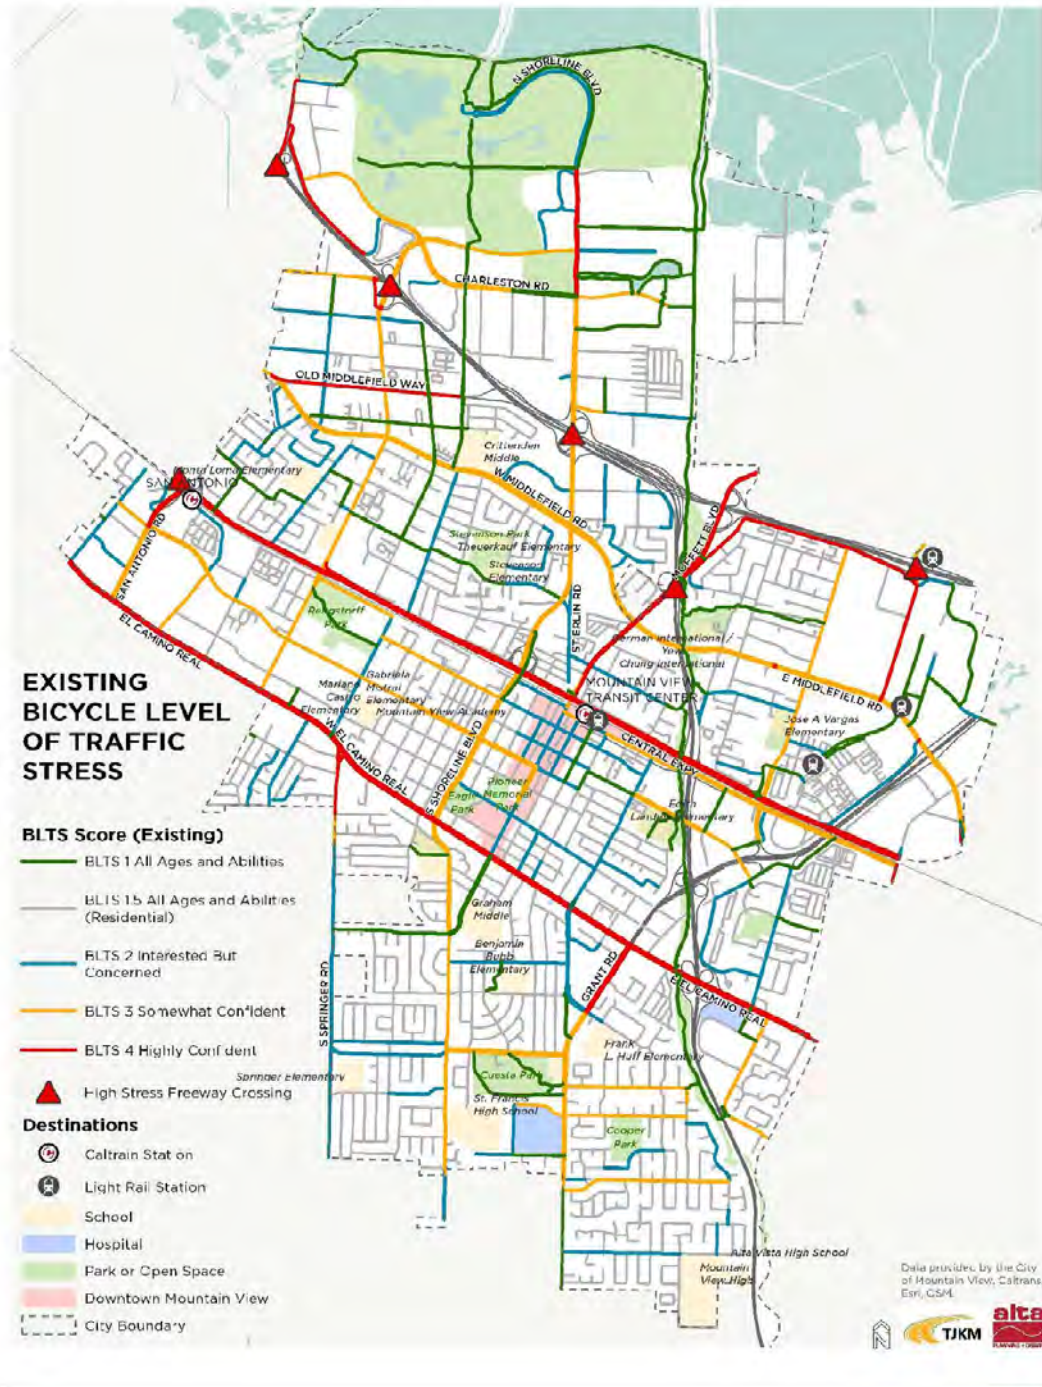 N SHORELINE BLVD
CHARLESTON RD
OLD MIDDLEFIELD WAY
Crittenden
Middle
Monta Loma Elementary
SAN ANTONIO
W MIDDLEFIELD RD
MOFFETT BLVD
SAN ANTONIO RD
Stevenson Park
Theuerkauf Elementary
Stevenson
Elementary
Rengstorff
Park
STIERLIN RD
EL CAMINO REAL
German International /
Yew
Chung International
MOUNTAIN VIEW
TRANSIT CENTER
E MIDDLEFIELD RD
Gabriela
Mistral
Elementary
Mariano
Castro
Elementary
Mountain View Academy
Jose A Vargas
Elementary
CENTRAL EXPY
W EL CAMINO REAL
S SHORELINE BLVD
Pioneer
Memorial
Park
Eagle
Park
Edith
Landels Elementary
EXISTING
BICYCLE LEVEL
OF TRAFFIC
STRESS
BLTS Score (Existing)
BLTS 1 All Ages and Abilities
BLTS 1.5 All Ages and Abilities
(Residential)
BLTS 2 Interested But
Concerned
BLTS 3 Somewhat Confident
BLTS 4 Highly Confident
High Stress Freeway Crossing
Destinations
Caltrain Station
Light Rail Station
School
Hospital
Park or Open Space
Downtown Mountain View
City Boundary
Graham
Middle
Benjamin
Bubb
Elementary
GRANT RD
E EL CAMINO REAL
S SPRINGER RD
Frank
L. Huff Elementary
Springer Elementary
Cuesta Park
St. Francis
High School
Cooper
Park
Alta Vista High School
Mountain
View High
Data provided by the City
of Mountain View, Caltrans,
Esri, OSM.
TJKM
alta